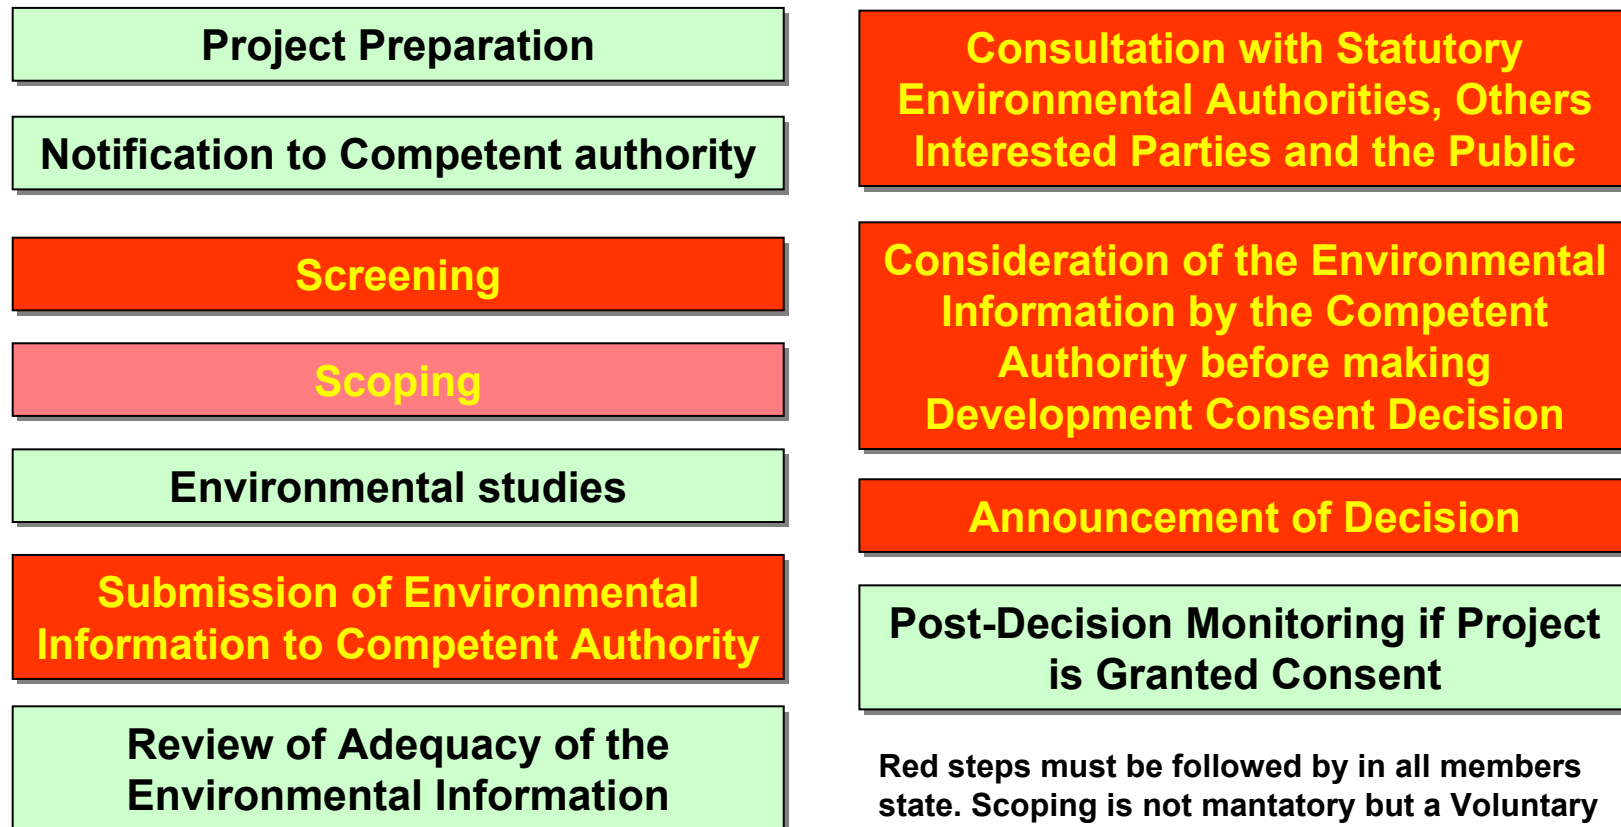 Project Preparation
Notification to Competent authority
Screening
Scoping
Environmental studies
Submission of Environmental
Information to Competent Authority
Review of Adequacy of the
Environmental Information
Consultation with Statutory
Environmental Authorities, Others
Interested Parties and the Public
Consideration of the Environmental
Information by the Competent
Authority before making
Development Consent Decision
Announcement of Decision
Post-Decision Monitoring if Project
is Granted Consent
Red steps must be followed by in all members
state. Scoping is not mantatory but a Voluntary